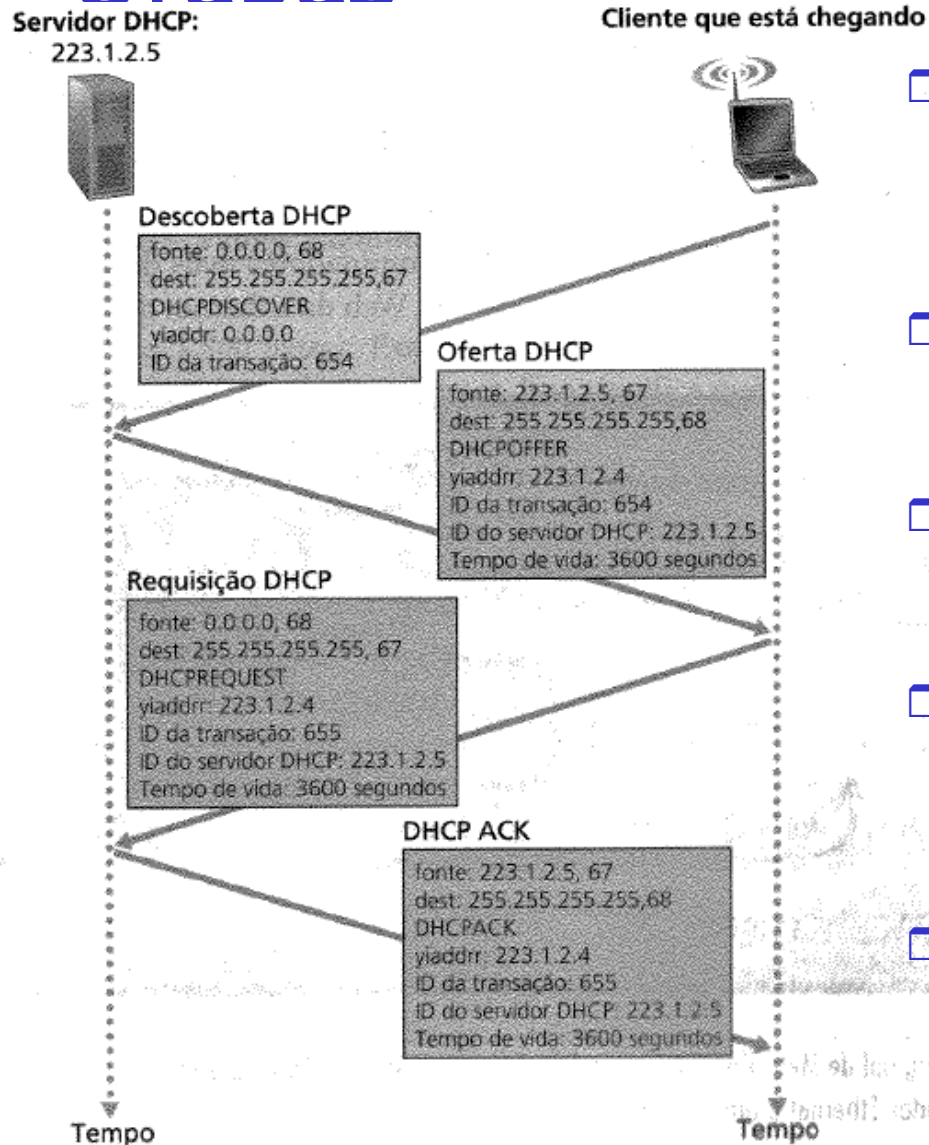 Servidor DHCP:
223.1.2.5
Cliente que está chegando
Descoberta DHCP
fonte: 0.0.0.0, 68
dest: 255.255.255.255,67
DHCPDISCOVER
yiaddr: 0.0.0.0
ID da transação: 654
Oferta DHCP
fonte: 223.1.2.5, 67
dest: 255.255.255.255,68
DHCPOFFER
yiaddrr: 223.1.2.4
ID da transação: 654
ID do servidor DHCP: 223.1.2.5
Tempo de vida: 3600 segundos
Requisição DHCP
fonte: 0.0.0.0, 68
dest: 255.255.255.255, 67
DHCPREQUEST
yiaddrr: 223.1.2.4
ID da transação: 655
ID do servidor DHCP: 223.1.2.5
Tempo de vida: 3600 segundos
DHCP ACK
fonte: 223.1.2.5, 67
dest: 255.255.255.255,68
DHCPACK
yiaddrr: 223.1.2.4
ID da transação: 655
ID do servidor DHCP: 223.1.2.5
Tempo de vida: 3600 segundos
Tempo
Tempo